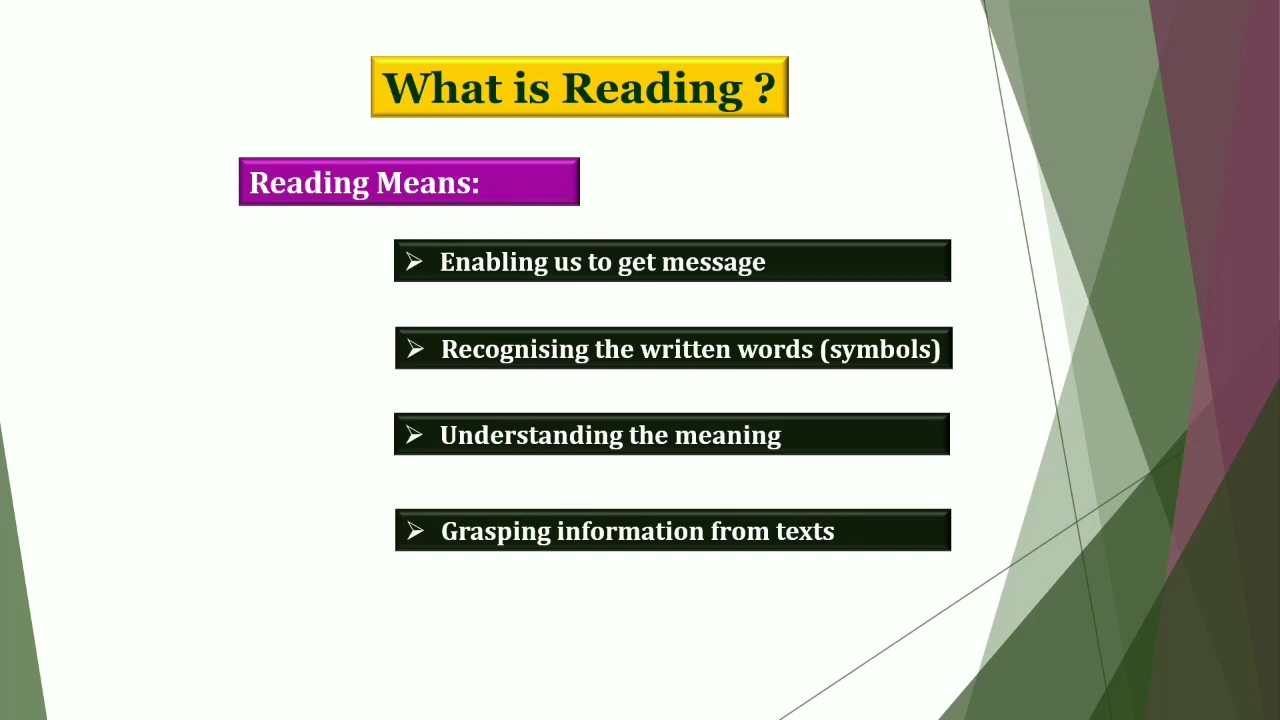 What is Reading ?
Reading Means:
➢ Enabling us to get message
➢ Recognising the written words (symbols)
➢ Understanding the meaning
➢ Grasping information from texts